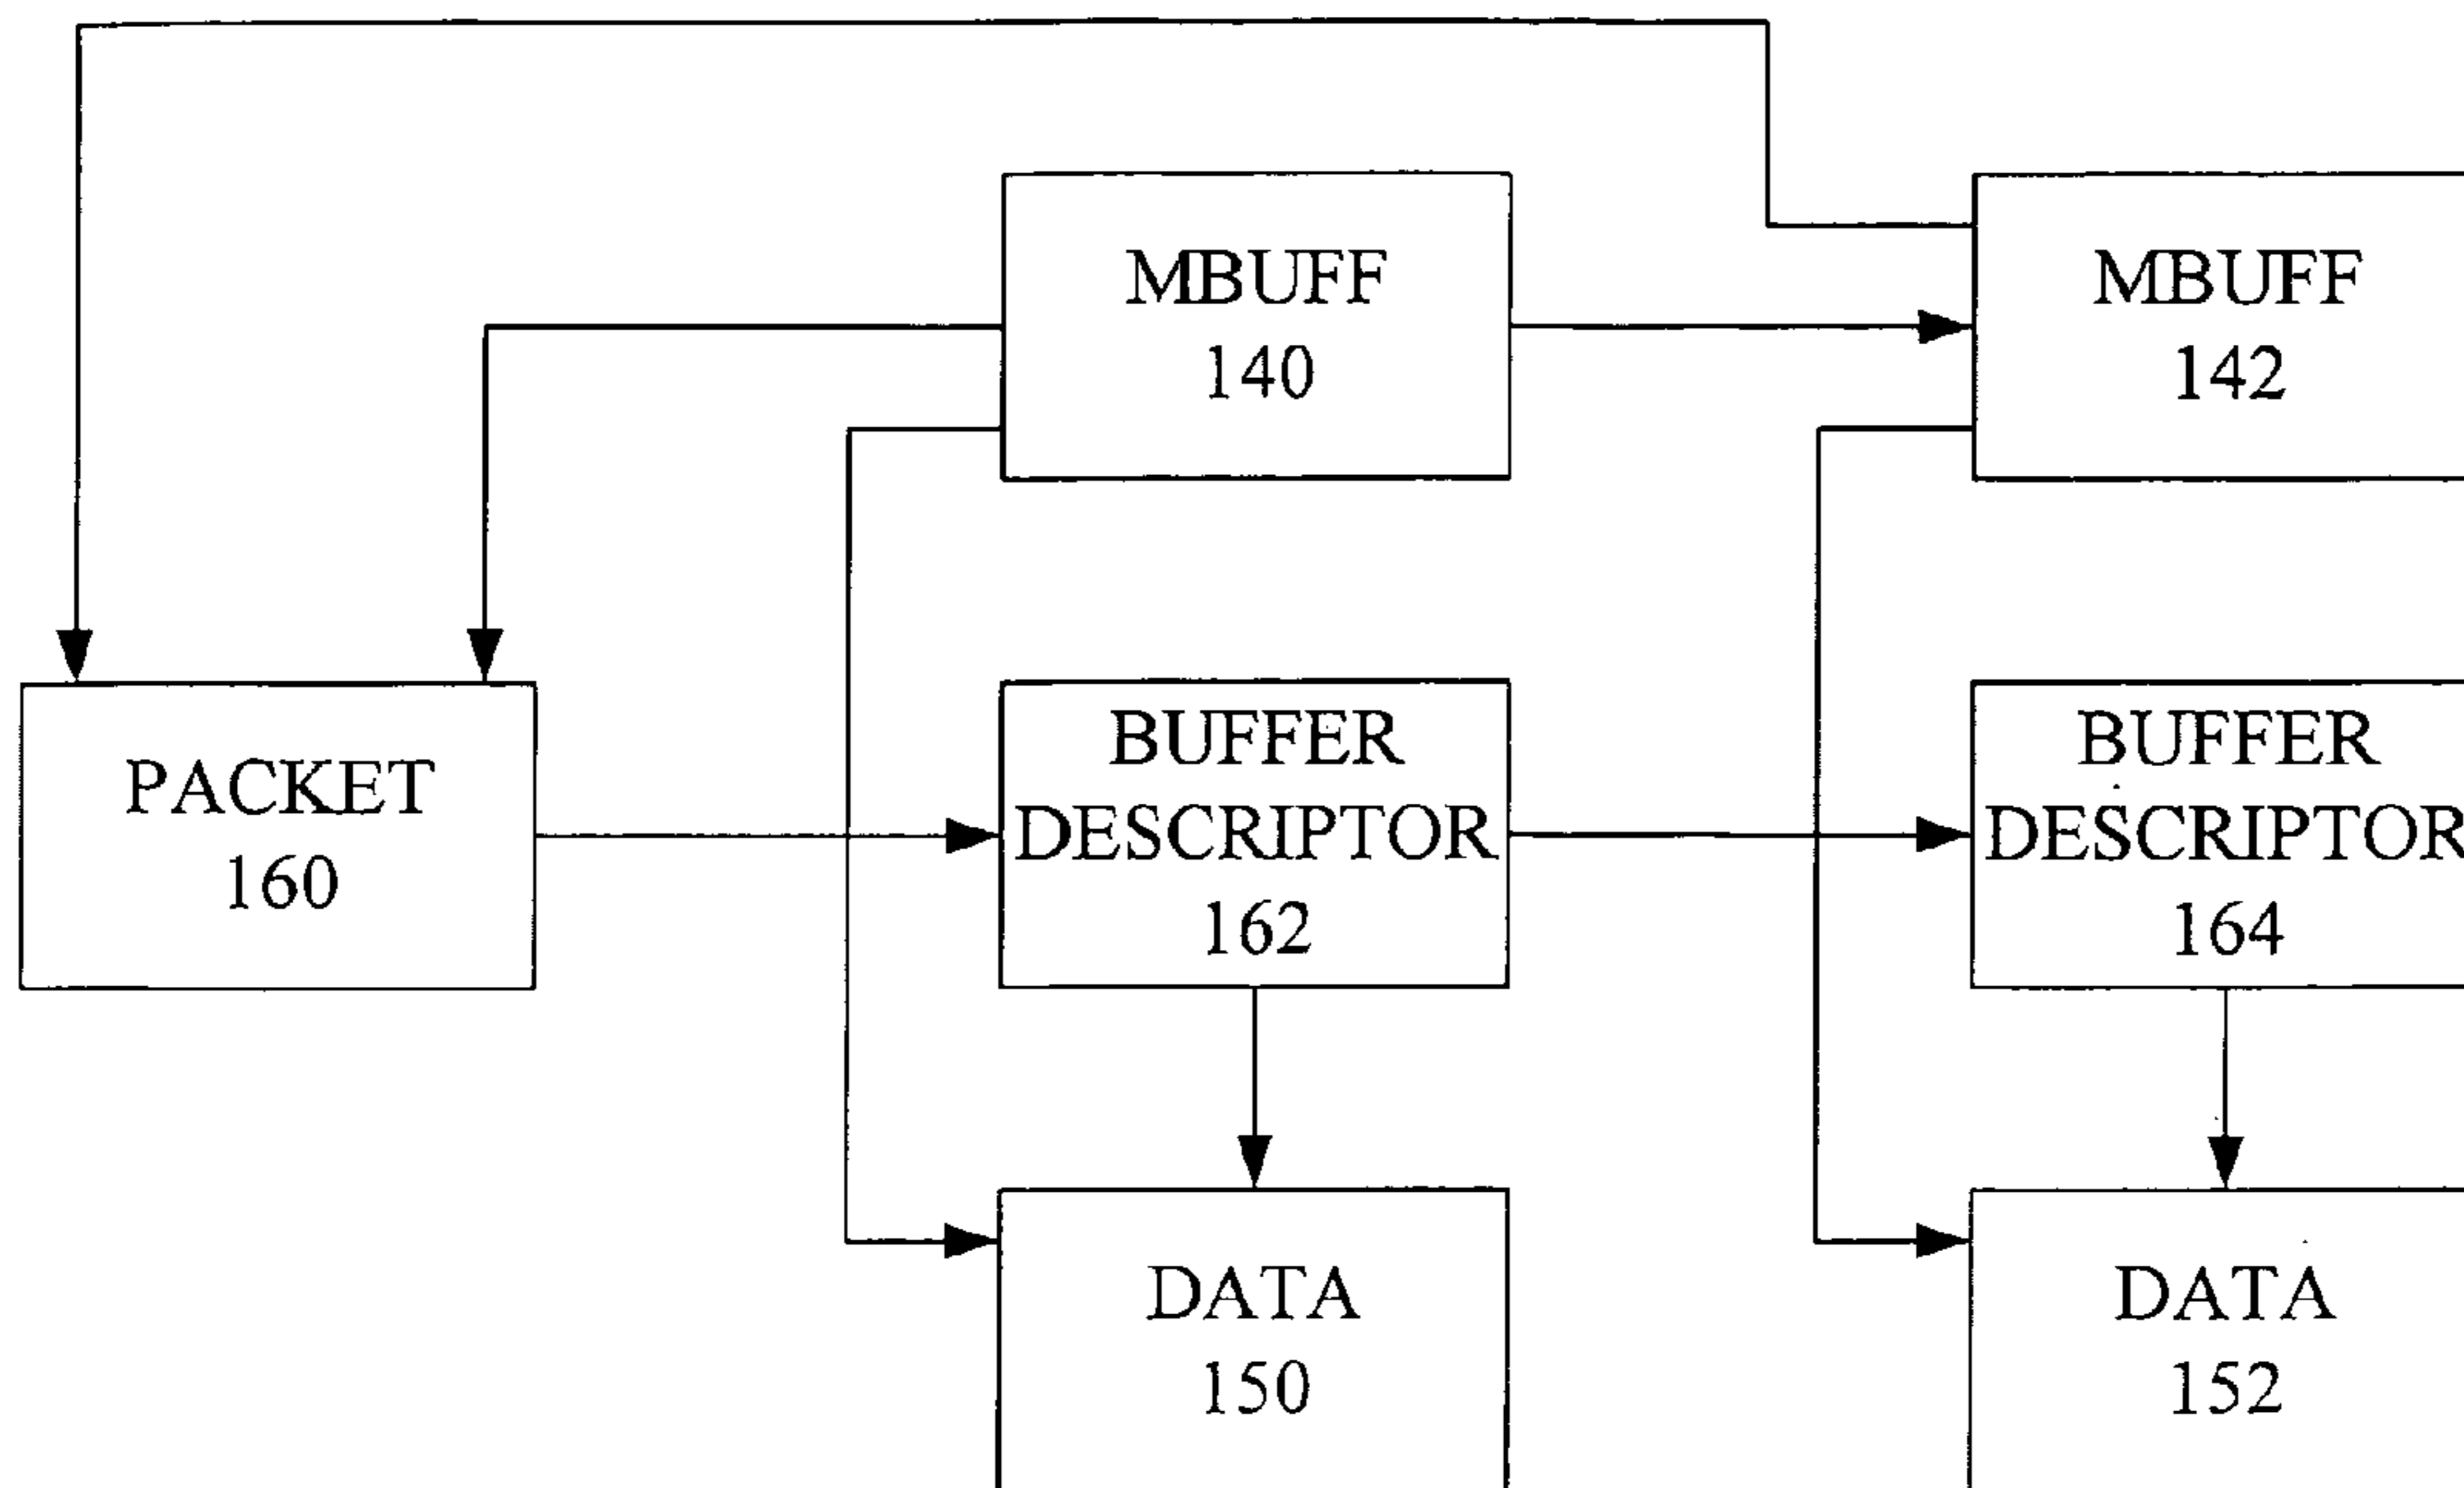 MBUFF
140
MBUFF
142
PACKET
160
BUFFER
DESCRIPTOR
162
BUFFER
DESCRIPTOR
164
DATA
150
DATA
152